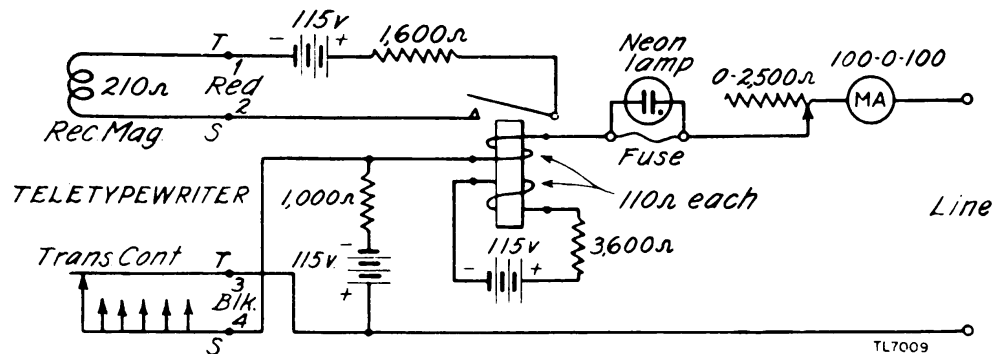 115v
- +
1,600Ω
T
1
Red
2
S
210Ω
Rec Mag.
Neon
lamp
0-2,500Ω
100-0-100
MA
Fuse
110Ω each
Line
TELETYPEWRITER
1,000Ω
-
115v
+
115v
- +
3,600Ω
Trans Cont
T
3
Blk.
4
S
TL7009